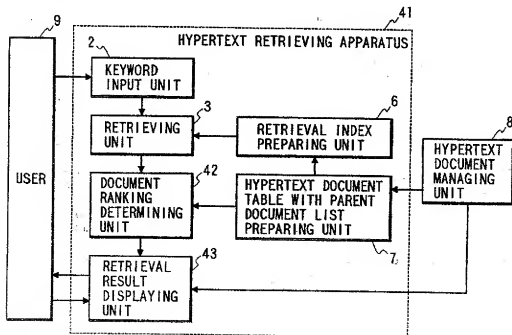 9
41
HYPERTEXT RETRIEVING APPARATUS
2
KEYWORD
INPUT UNIT
3
RETRIEVING
UNIT
6
RETRIEVAL INDEX
PREPARING UNIT
8
HYPERTEXT
DOCUMENT
MANAGING
UNIT
USER
42
DOCUMENT
RANKING
DETERMINING
UNIT
HYPERTEXT DOCUMENT
TABLE WITH PARENT
DOCUMENT LIST
PREPARING UNIT
7
43
RETRIEVAL
RESULT
DISPLAYING
UNIT